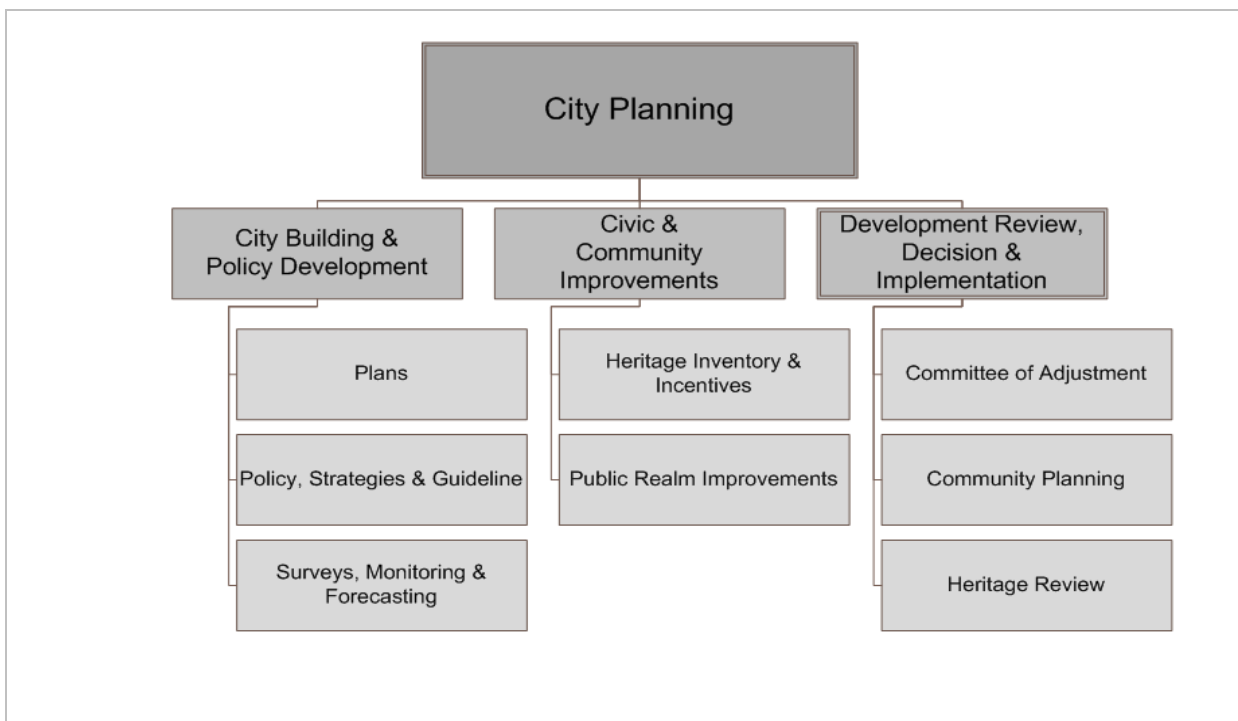 City Planning
City Building &
Policy Development
Civic &
Community
Improvements
Development Review,
Decision &
Implementation
Plans
Policy, Strategies & Guideline
Surveys, Monitoring &
Forecasting
Heritage Inventory &
Incentives
Public Realm Improvements
Committee of Adjustment
Community Planning
Heritage Review